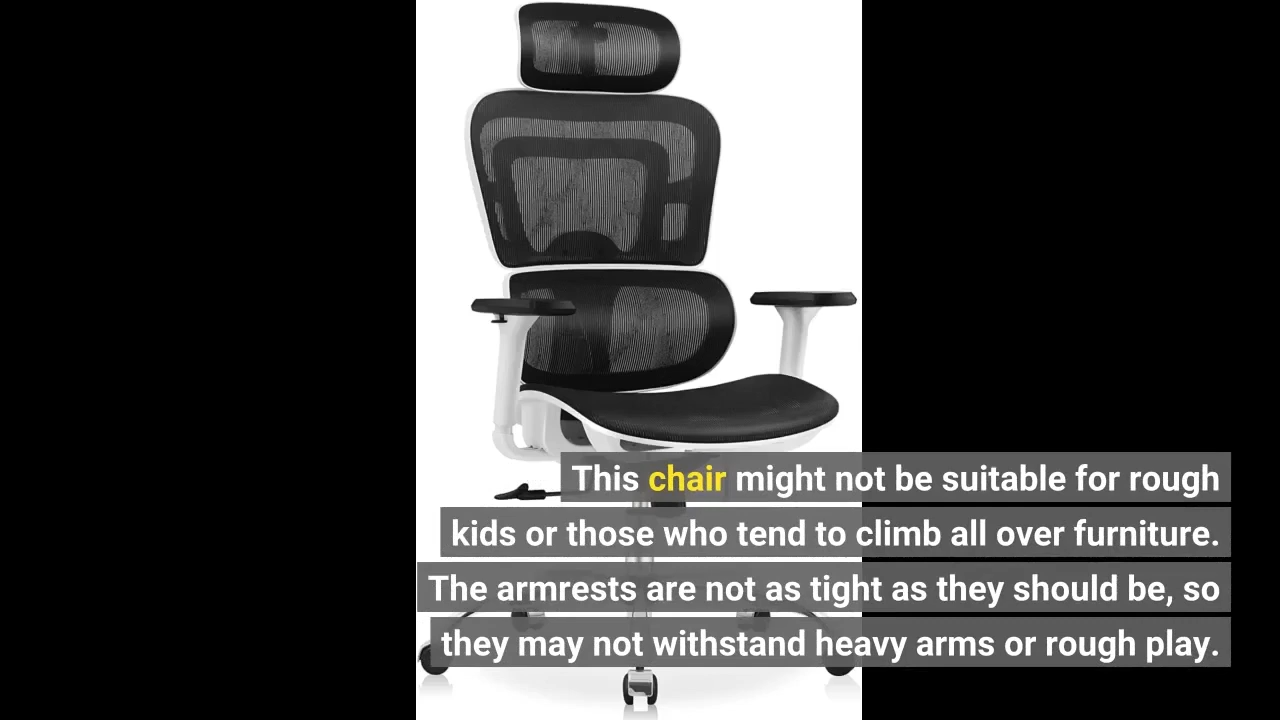 This chair might not be suitable for rough
kids or those who tend to climb all over furniture.
The armrests are not as tight as they should be, so
they may not withstand heavy arms or rough play.